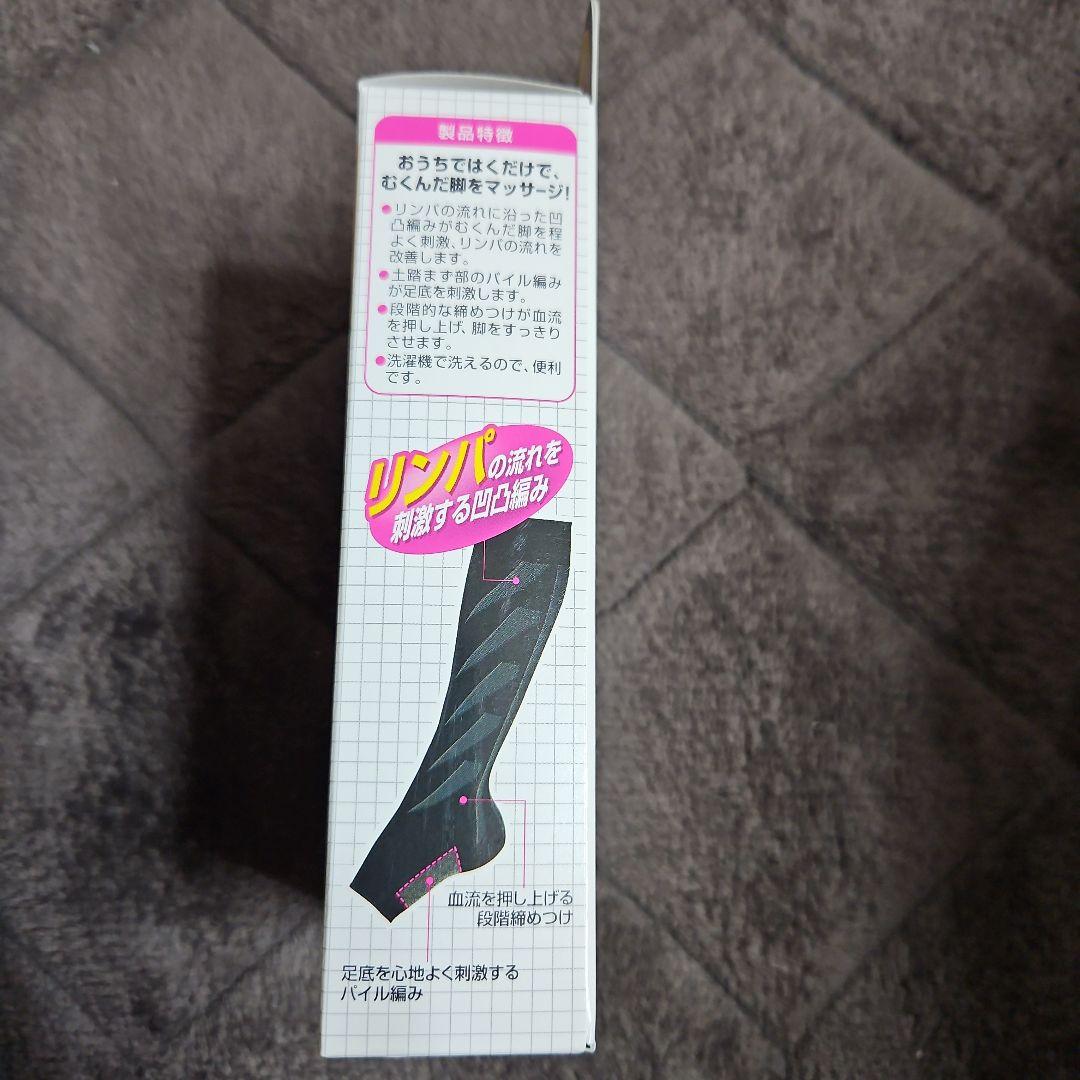 製品特徴
おうちではくだけで、
むくんだ脚をマッサージ!
●リンパの流れに沿った凹
凸編みがむくんだ脚を程
よく刺激、リンパの流れを
改善します。
●土踏まず部のパイル編み
が足底を刺激します。
●段階的な締めつけが血流
を押し上げ、脚をすっきり
させます。
●洗濯機で洗えるので、便利
です。
リンパの流れを
刺激する凹凸編み
血流を押し上げる
段階締めつけ
足底を心地よく刺激する
パイル編み